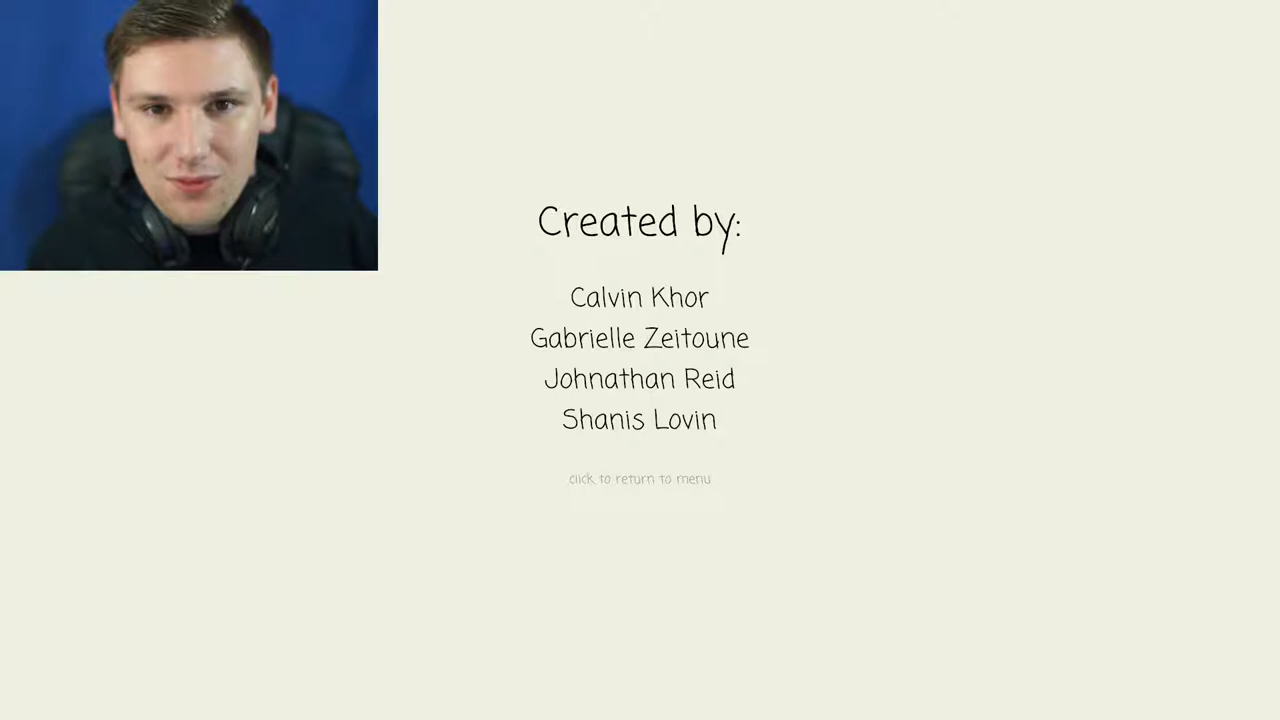 Created by:
Calvin Khor
Gabrielle Zeitoune
Johnathan Reid
Shanis Lovin
click to return to menu